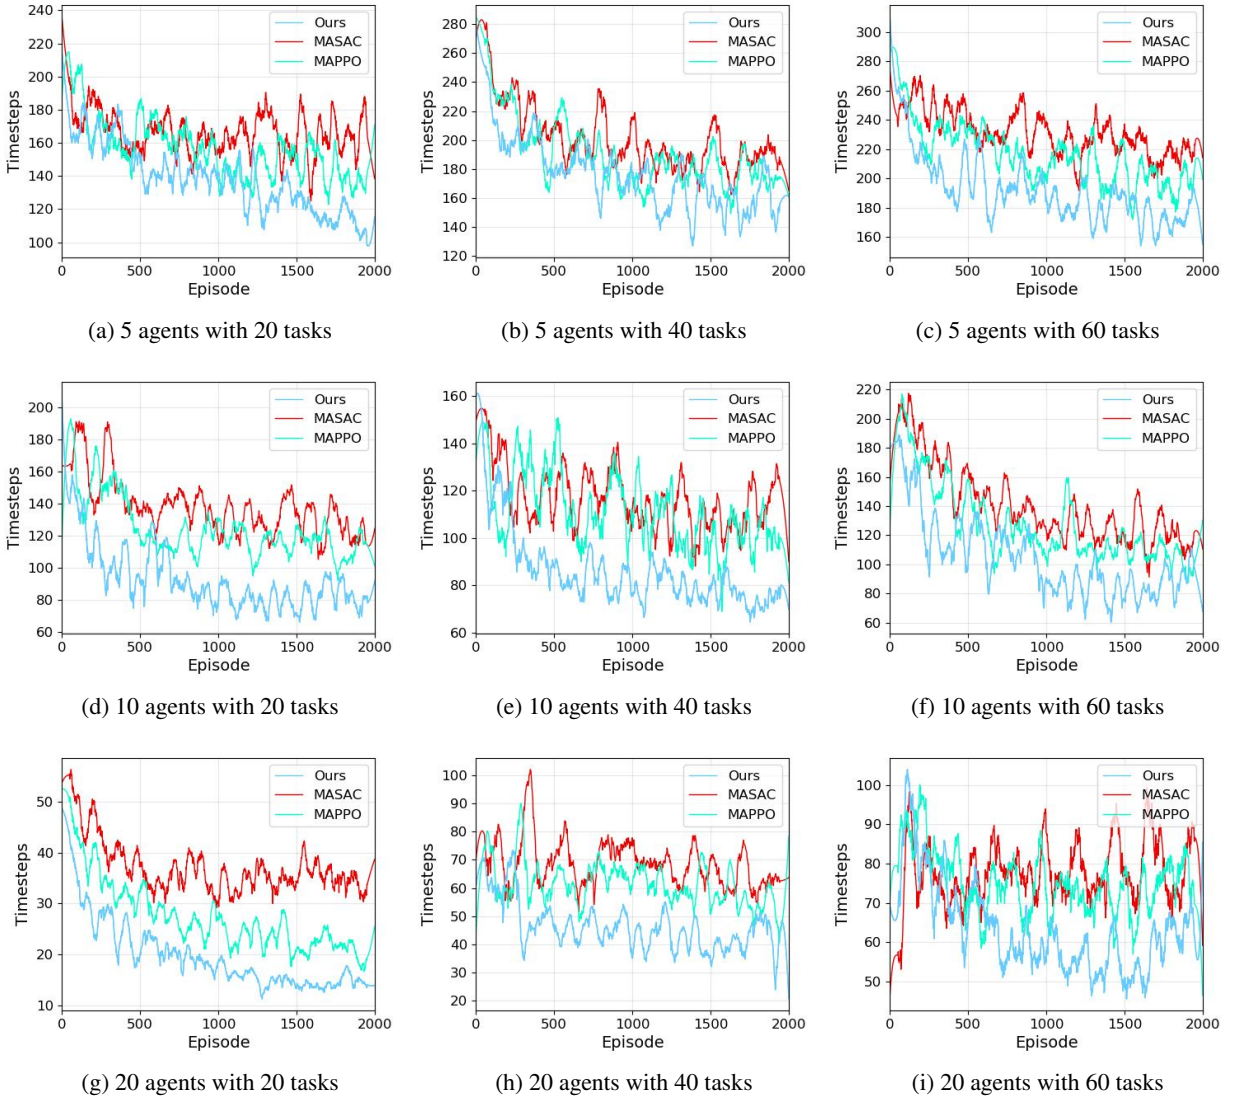 240
220
200
180
160
140
120
100
Timesteps
Ours
MASAC
MAPPO
0 500 1000 1500 2000
Episode
(a) 5 agents with 20 tasks
280
260
240
220
200
180
160
140
120
Timesteps
Ours
MASAC
MAPPO
0 500 1000 1500 2000
Episode
(b) 5 agents with 40 tasks
300
280
260
240
220
200
180
160
Timesteps
Ours
MASAC
MAPPO
0 500 1000 1500 2000
Episode
(c) 5 agents with 60 tasks
200
180
160
140
120
100
80
60
Timesteps
Ours
MASAC
MAPPO
0 500 1000 1500 2000
Episode
(d) 10 agents with 20 tasks
160
140
120
100
80
60
Timesteps
Ours
MASAC
MAPPO
0 500 1000 1500 2000
Episode
(e) 10 agents with 40 tasks
220
200
180
160
140
120
100
80
60
Timesteps
Ours
MASAC
MAPPO
0 500 1000 1500 2000
Episode
(f) 10 agents with 60 tasks
50
40
30
20
10
Timesteps
Ours
MASAC
MAPPO
0 500 1000 1500 2000
Episode
(g) 20 agents with 20 tasks
100
90
80
70
60
50
40
30
20
Timesteps
Ours
MASAC
MAPPO
0 500 1000 1500 2000
Episode
(h) 20 agents with 40 tasks
100
90
80
70
60
50
Timesteps
Ours
MASAC
MAPPO
0 500 1000 1500 2000
Episode
(i) 20 agents with 60 tasks